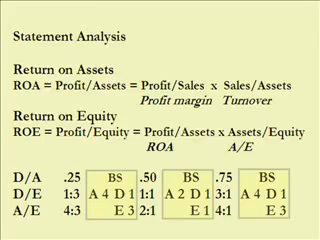 Statement Analysis
Return on Assets
ROA = Profit/Assets = Profit/Sales x Sales/Assets
Profit margin Turnover
Return on Equity
ROE = Profit/Equity = Profit/Assets x Assets/Equity
ROA A/E
D/A .25 BS .50 BS .75 BS
D/E 1:3 A 4 D 1 1:1 A 2 D 1 3:1 A 4 D 1
A/E 4:3 E 3 2:1 E 1 4:1 E 3